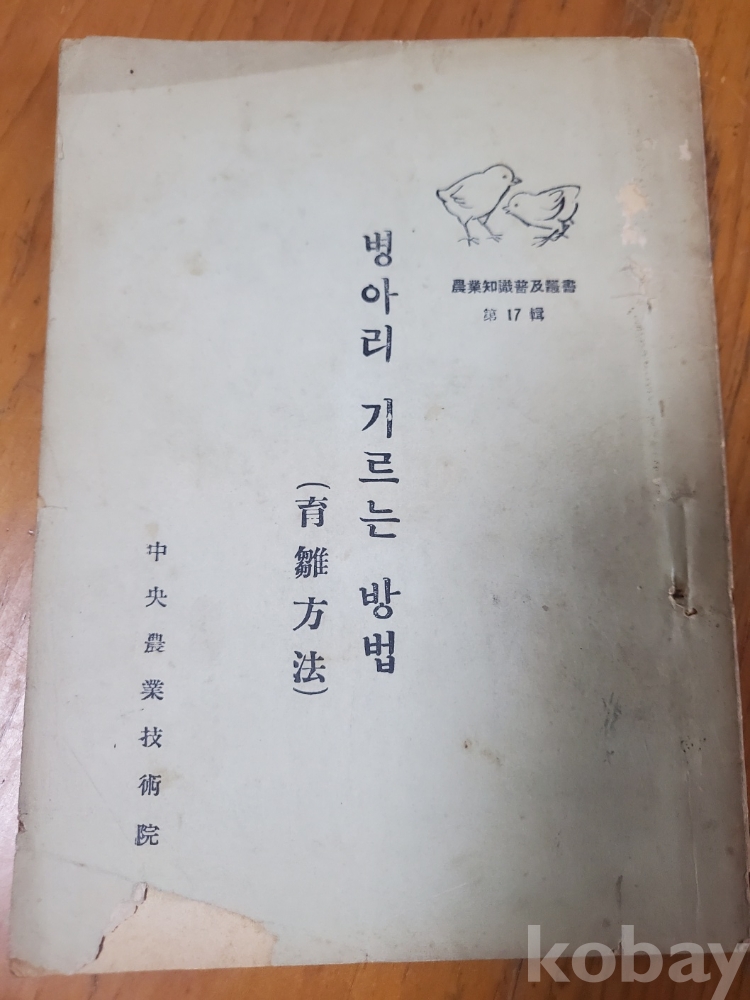 農業知識普及叢書
第 17 輯
병아리 기르는 방법
(育雛方法)
中央農業技術院
kobay